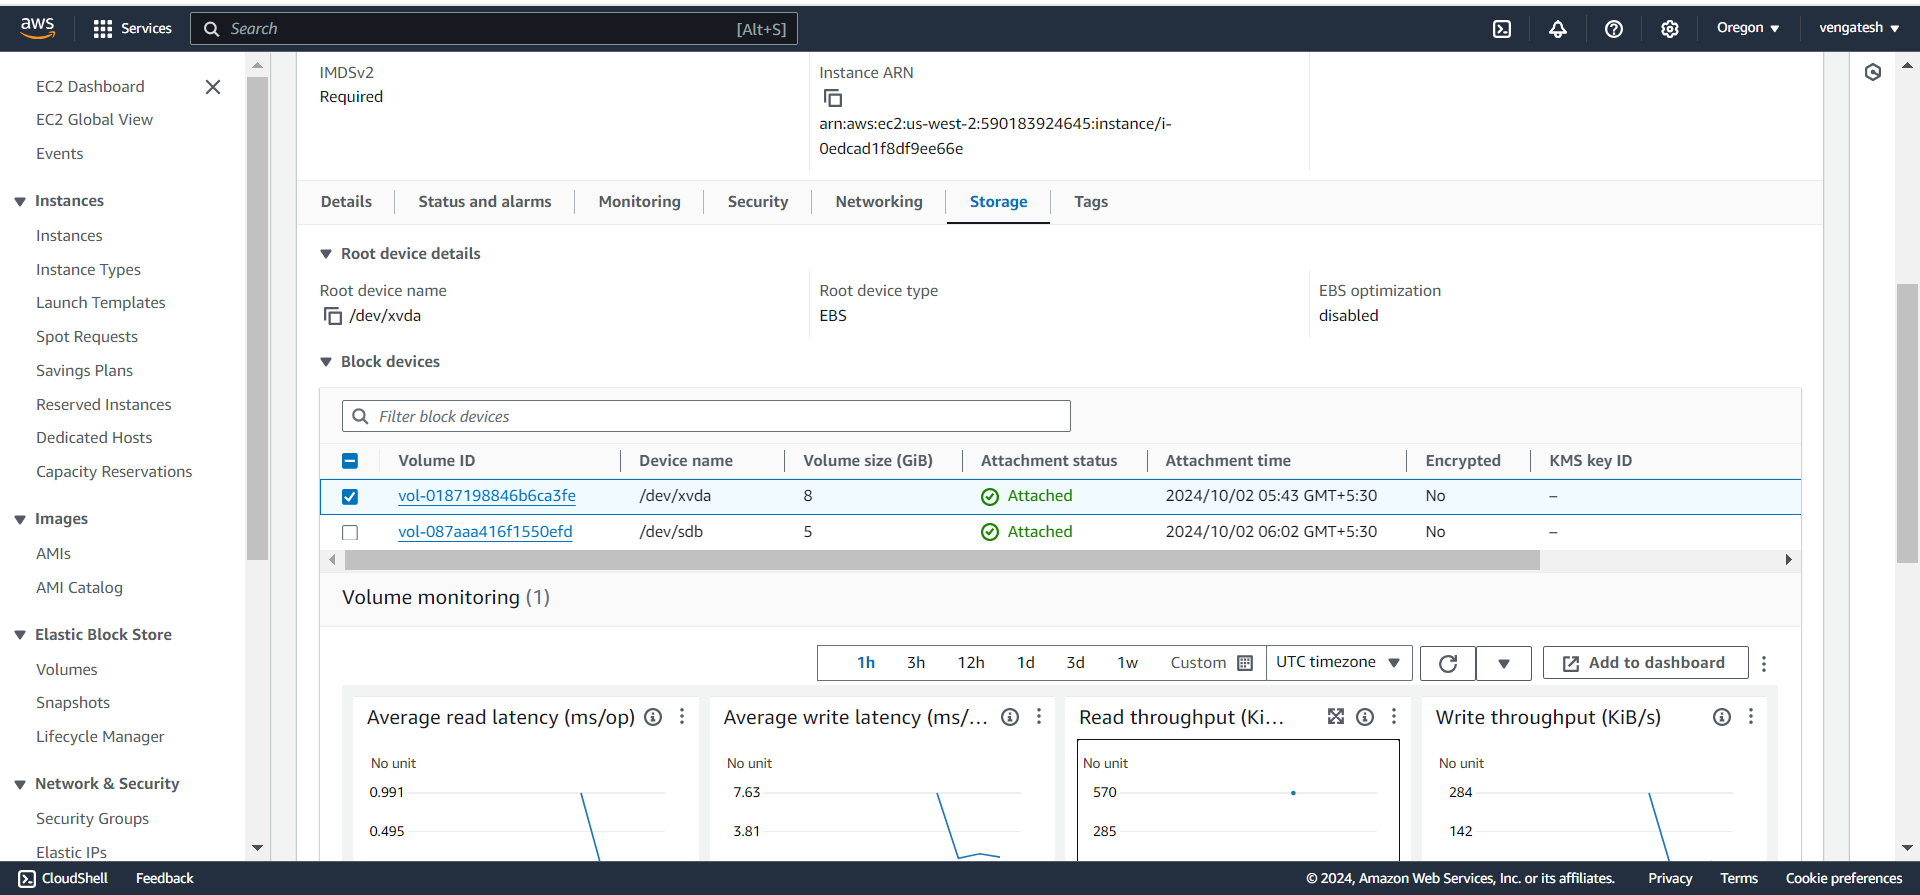 aws
Services
Search [Alt+S]
Oregon
vengatesh
EC2 Dashboard
EC2 Global View
Events
Instances
Instances
Instance Types
Launch Templates
Spot Requests
Savings Plans
Reserved Instances
Dedicated Hosts
Capacity Reservations
Images
AMIs
AMI Catalog
Elastic Block Store
Volumes
Snapshots
Lifecycle Manager
Network & Security
Security Groups
Elastic IPs
IMDSv2
Required
Instance ARN
arn:aws:ec2:us-west-2:590183924645:instance/i-
0edcad1f8df9ee66e
Details Status and alarms Monitoring Security Networking Storage Tags
Root device details
Root device name
/dev/xvda
Root device type
EBS
EBS optimization
disabled
Block devices
Filter block devices
Volume ID Device name Volume size (GiB) Attachment status Attachment time Encrypted KMS key ID
vol-0187198846b6ca3fe /dev/xvda 8 Attached 2024/10/02 05:43 GMT+5:30 No –
vol-087aaa416f1550efd /dev/sdb 5 Attached 2024/10/02 06:02 GMT+5:30 No –
Volume monitoring (1)
1h 3h 12h 1d 3d 1w Custom UTC timezone Add to dashboard
Average read latency (ms/op)
No unit
0.991
0.495
Average write latency (ms/...
No unit
7.63
3.81
Read throughput (Ki...
No unit
570
285
Write throughput (KiB/s)
No unit
284
142
CloudShell Feedback
© 2024, Amazon Web Services, Inc. or its affiliates. Privacy Terms Cookie preferences